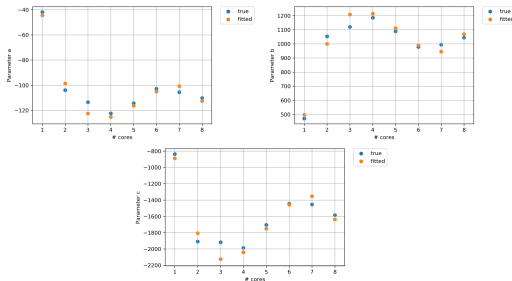 −40
−60
−80
−100
−120
Parameter a
1 2 3 4 5 6 7 8
# cores
true
fitted
1200
1100
1000
900
800
700
600
500
Parameter b
1 2 3 4 5 6 7 8
# cores
true
fitted
−800
−1000
−1200
−1400
−1600
−1800
−2000
−2200
Parameter c
1 2 3 4 5 6 7 8
# cores
true
fitted